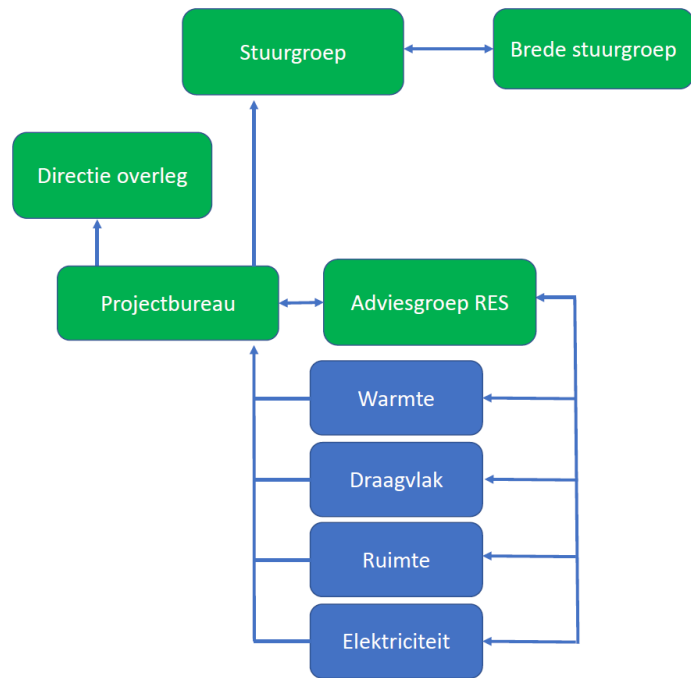 Stuurgroep
Brede stuurgroep
Directie overleg
Projectbureau
Adviesgroep RES
Warmte
Draagvlak
Ruimte
Elektriciteit